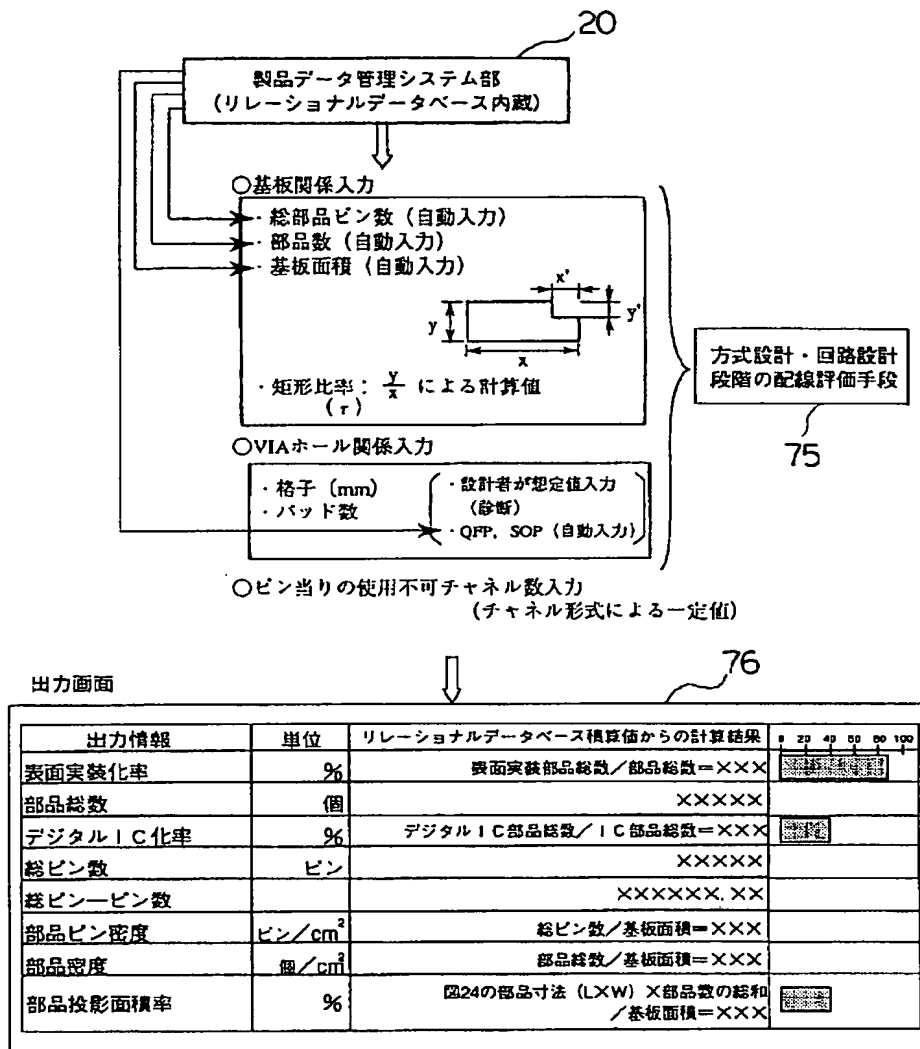 20
製品データ管理システム部
(リレーショナルデータベース内蔵)
○基板関係入力
・総部品ピン数 (自動入力)
・部品数 (自動入力)
・基板面積 (自動入力)
x'
y
y'
x
・矩形比率: y/x による計算値
(τ)
方式設計・回路設計
段階の配線評価手段
75
○VIAホール関係入力
・格子 (mm)
・パッド数
・設計者が想定値入力
(診断)
・QFP, SOP (自動入力)
○ピン当りの使用不可チャネル数入力
(チャネル形式による一定値)
出力画面
76
出力情報 単位 リレーショナルデータベース積算値からの計算結果 0 20 40 60 80 100
表面実装化率 % 表面実装部品総数/部品総数=×××
部品総数 個 ×××××
デジタルIC化率 % デジタルIC部品総数/IC部品総数=×××
総ピン数 ピン ×××××
総ピン―ピン数 ××××××.××
部品ピン密度 ピン/cm² 総ピン数/基板面積=×××
部品密度 個/cm² 部品総数/基板面積=×××
部品投影面積率 % 図24の部品寸法 (L×W) ×部品数の総和
/基板面積=×××